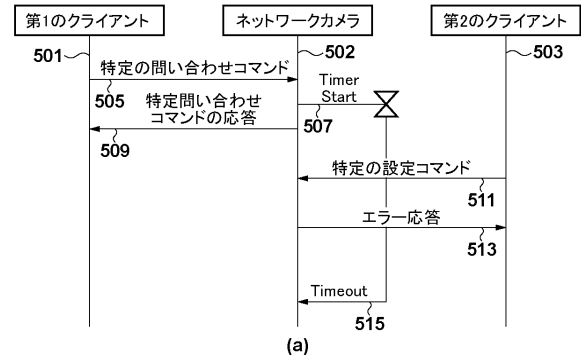 第1のクライアント
ネットワークカメラ
第2のクライアント
501
502
503
特定の問い合わせコマンド
505
Timer
Start
507
特定問い合わせ
コマンドの応答
509
特定の設定コマンド
511
エラー応答
513
Timeout
515
(a)